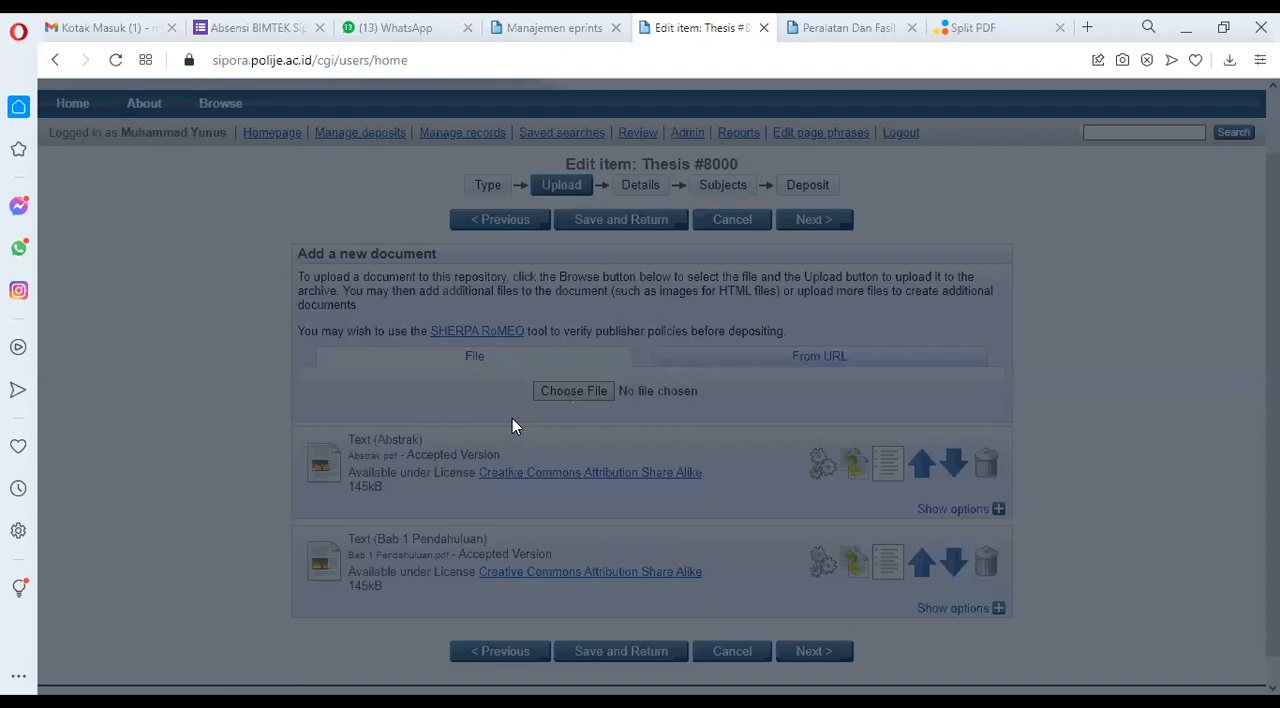 Kotak Masuk (1) - n
Absensi BIMTEK Si
(13) WhatsApp
Manajemen eprints
Edit item: Thesis #8
Peralatan Dan Fasil
Split PDF
sipora.polije.ac.id/cgi/users/home
Home About Browse
Logged in as Muhammad Yunus | Homepage | Manage deposits | Manage records | Saved searches | Review | Admin | Reports | Edit page phrases | Logout
Search
Edit item: Thesis #8000
Type Upload Details Subjects Deposit
< Previous Save and Return Cancel Next >
Add a new document
To upload a document to this repository, click the Browse button below to select the file and the Upload button to upload it to the
archive. You may then add additional files to the document (such as images for HTML files) or upload more files to create additional
documents.
You may wish to use the SHERPA RoMEO tool to verify publisher policies before depositing.
File From URL
Choose File No file chosen
Text (Abstrak)
Abstrak.pdf - Accepted Version
Available under License Creative Commons Attribution Share Alike.
145kB
Show options
Text (Bab 1 Pendahuluan)
Bab 1 Pendahuluan.pdf - Accepted Version
Available under License Creative Commons Attribution Share Alike.
145kB
Show options
< Previous Save and Return Cancel Next >